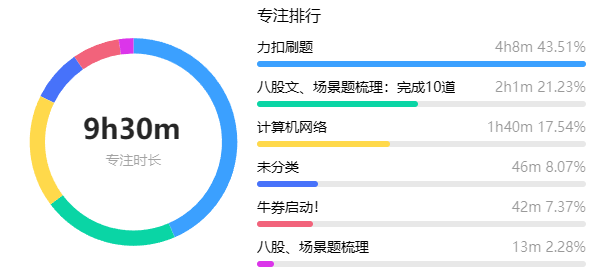 专注排行
力扣刷题 4h8m 43.51%
八股文、场景题梳理：完成10道 2h1m 21.23%
计算机网络 1h40m 17.54%
未分类 46m 8.07%
牛券启动！ 42m 7.37%
八股、场景题梳理 13m 2.28%
9h30m
专注时长